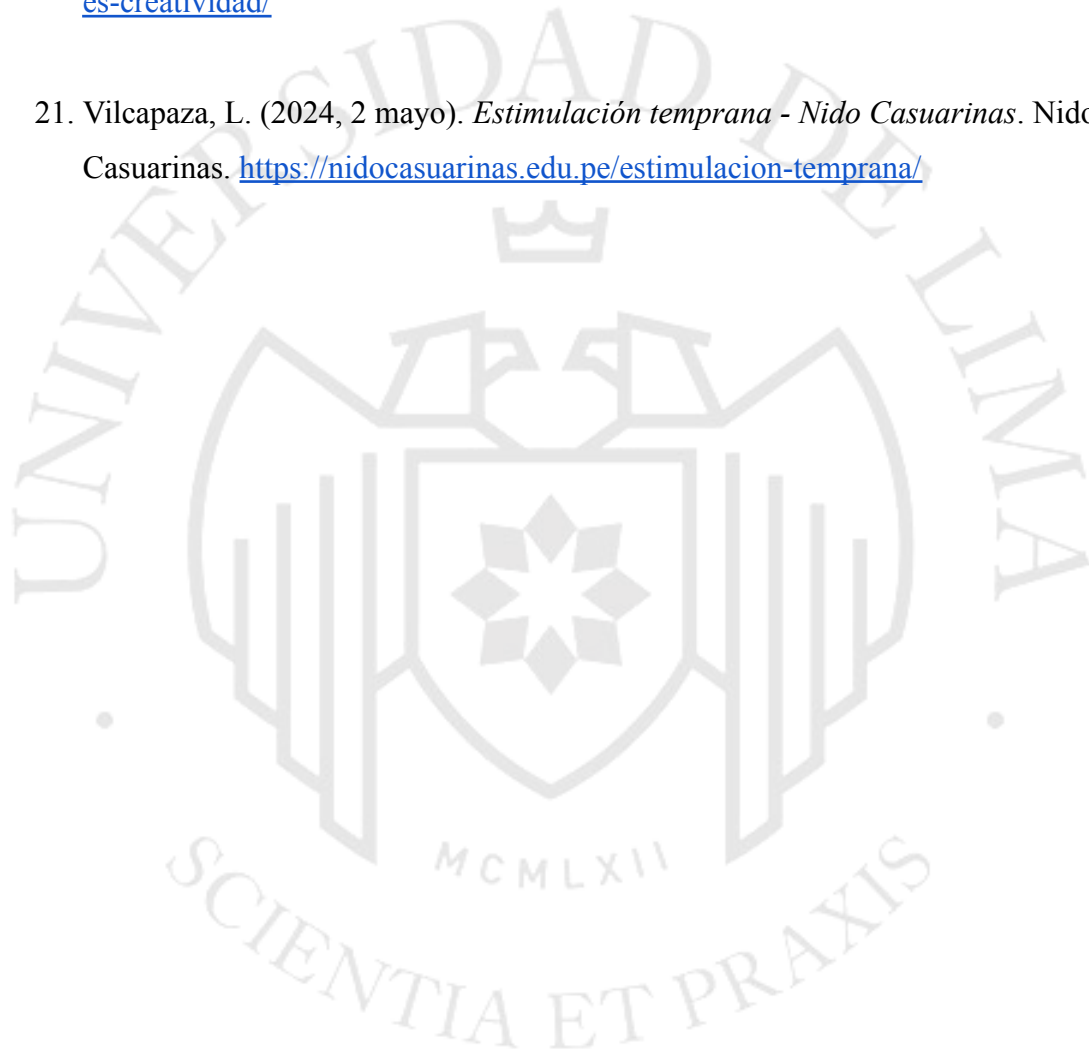 es-creatividad/
21. Vilcapaza, L. (2024, 2 mayo). Estimulación temprana - Nido Casuarinas. Nido
Casuarinas. https://nidocasuarinas.edu.pe/estimulacion-temprana/
UNIVERSIDAD DE LIMA
MCMLXII
SCIENTIA ET PRAXIS